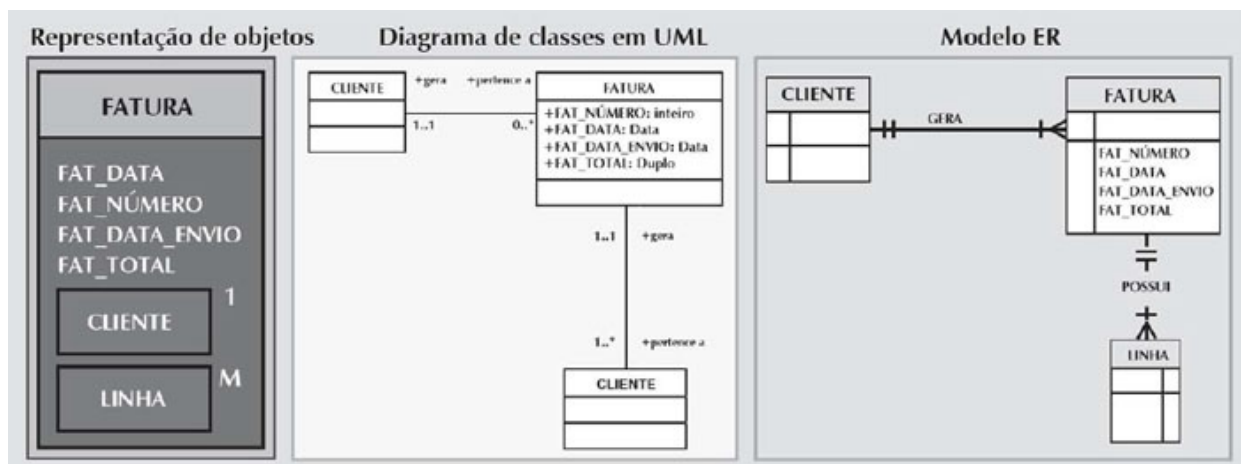 Representação de objetos
FATURA
FAT_DATA
FAT_NÚMERO
FAT_DATA_ENVIO
FAT_TOTAL
CLIENTE
1
LINHA
M
Diagrama de classes em UML
CLIENTE
+gera
+pertence a
1..1
0..*
FATURA
+FAT_NÚMERO: inteiro
+FAT_DATA: Data
+FAT_DATA_ENVIO: Data
+FAT_TOTAL: Duplo
1..1
+gera
1..*
+pertence a
CLIENTE
Modelo ER
CLIENTE
GERA
FATURA
FAT_NÚMERO
FAT_DATA
FAT_DATA_ENVIO
FAT_TOTAL
POSSUI
LINHA